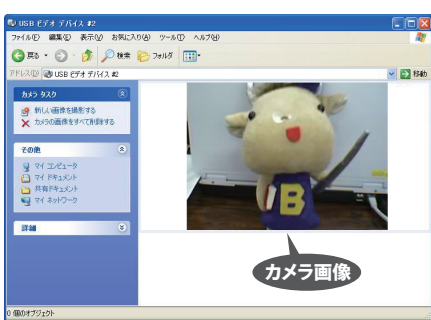 USB ビデオ デバイス #2
ファイル(F) 編集(E) 表示(V) お気に入り(A) ツール(T) ヘルプ(H)
戻る 検索 フォルダ
アドレス(D) USB ビデオ デバイス #2 移動
カメラ タスク
新しい画像を撮影する
カメラの画像をすべて削除する
その他
マイ コンピュータ
マイ ドキュメント
共有ドキュメント
マイ ネットワーク
詳細
B
カメラ画像
0 個のオブジェクト